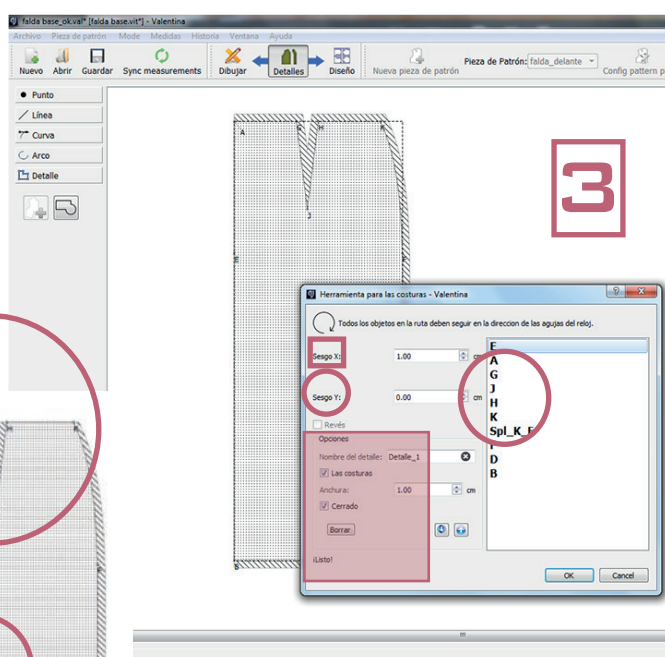 falda base_ok.val* [falda base.vit*] - Valentina
Archivo Pieza de patrón Mode Medidas Historia Ventana Ayuda
Nuevo Abrir Guardar Sync measurements Dibujar Detalles Diseño Nueva pieza de patrón Pieza de Patrón: falda_delante Config pattern p
Punto
Línea
Curva
Arco
Detalle
A G H K
J
3
Herramienta para las costuras - Valentina
Todos los objetos en la ruta deben seguir en la direccion de las agujas del reloj.
Sesgo X: 1.00 cm
Sesgo Y: 0.00 cm
Revés
Opciones
Nombre del detalle: Detalle_1
Las costuras
Anchura: 1.00 cm
Cerrado
Borrar
¡Listo!
E
A
G
J
H
K
Spl_K_F
F
D
B
OK Cancel